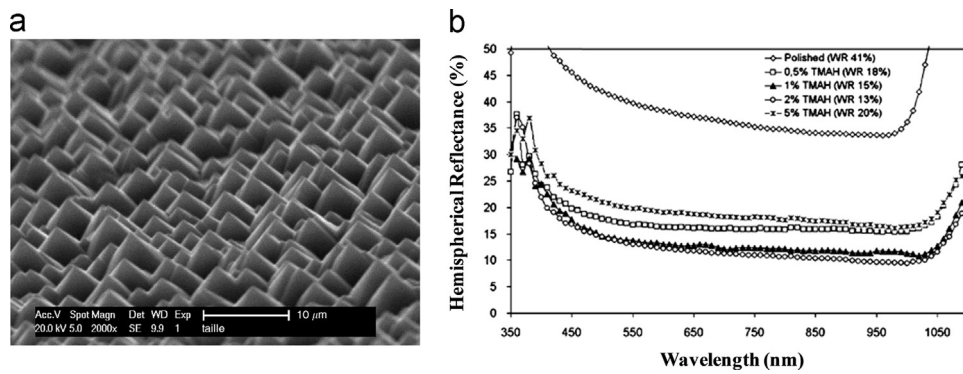 a
Acc.V Spot Magn Det WD Exp
20.0 kV 5.0 2000x SE 9.9 1 taille
10 μm
b
Hemispherical Reflectance (%)
50
45
40
35
30
25
20
15
10
5
0
Polished (WR 41%)
0,5% TMAH (WR 18%)
1% TMAH (WR 15%)
2% TMAH (WR 13%)
5% TMAH (WR 20%)
350 450 550 650 750 850 950 1050
Wavelength (nm)